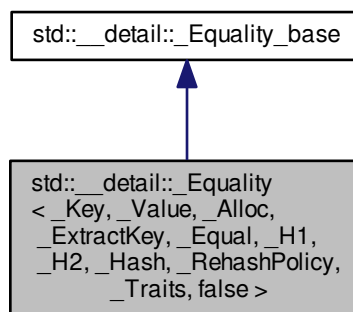 std::__detail::_Equality_base
std::__detail::_Equality
< _Key, _Value, _Alloc,
_ExtractKey, _Equal, _H1,
_H2, _Hash, _RehashPolicy,
_Traits, false >